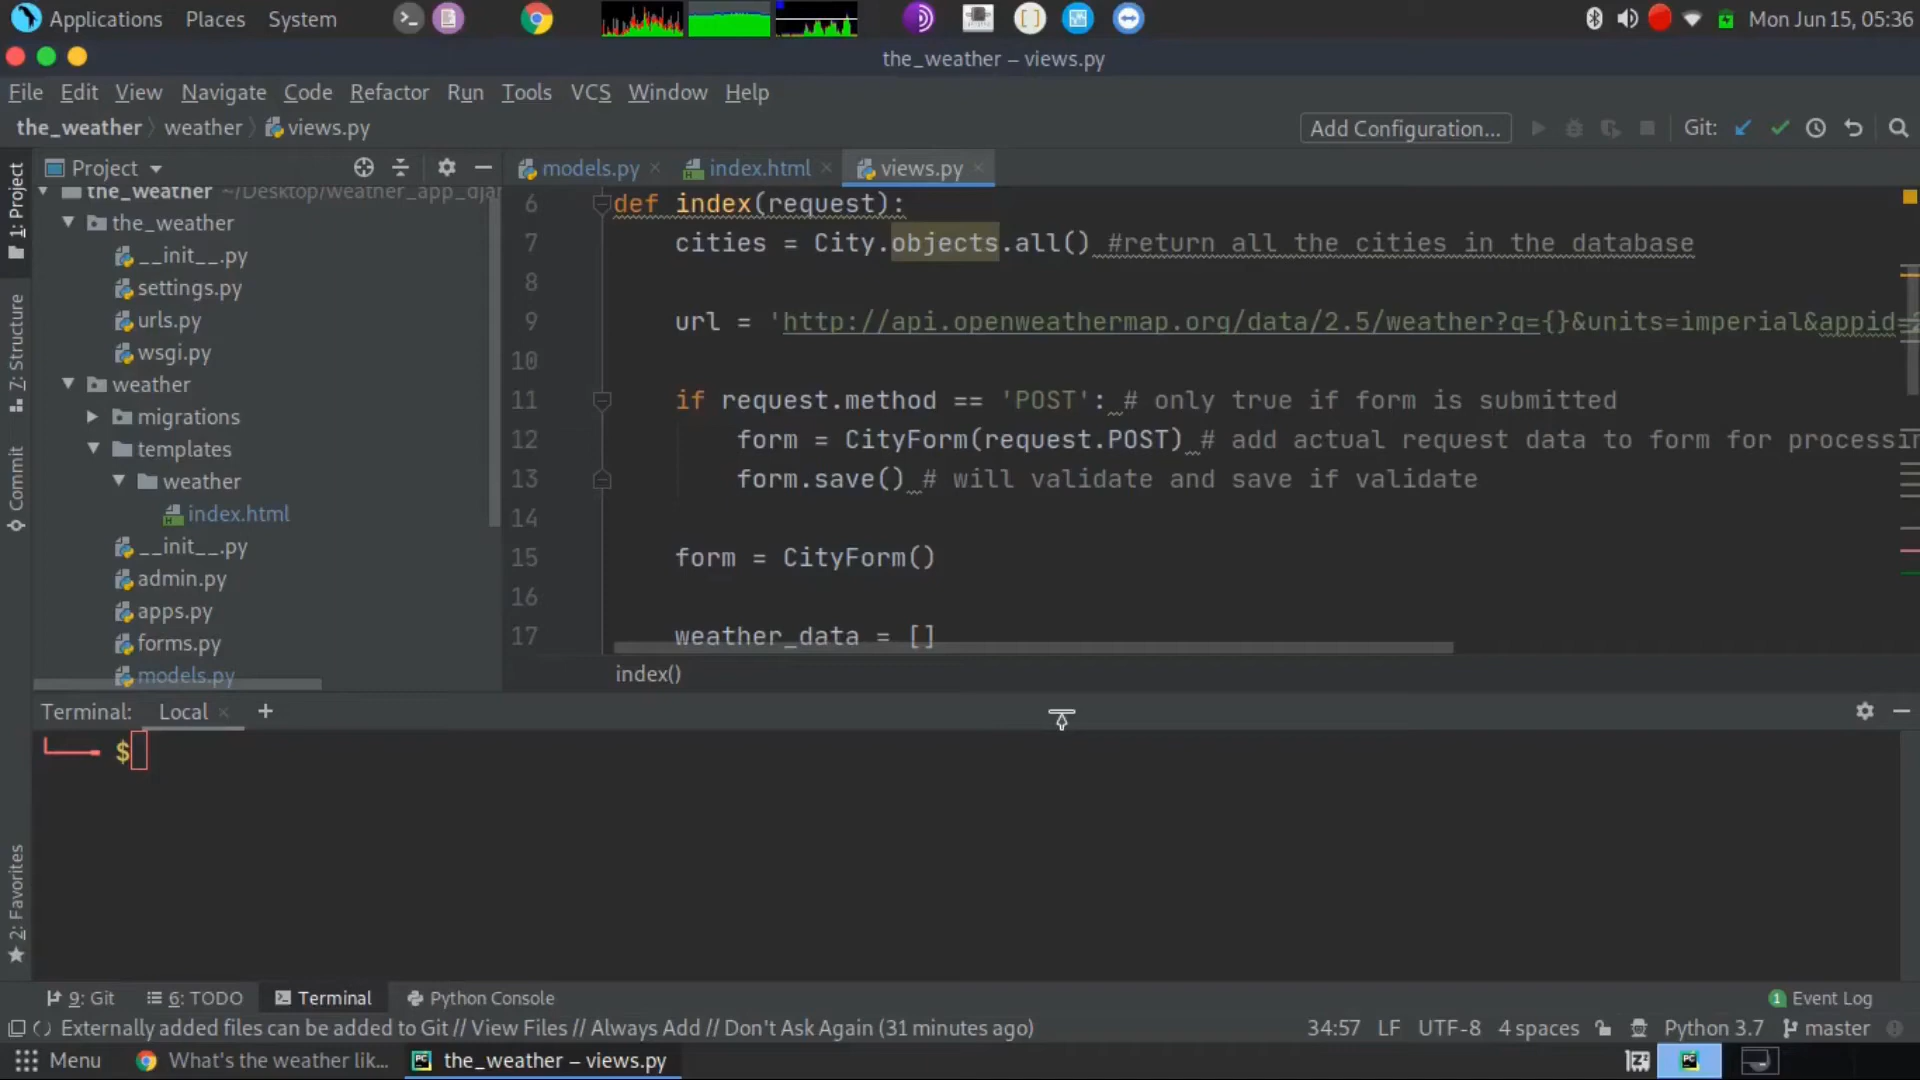 Applications Places System Mon Jun 15, 05:36
the_weather – views.py
File Edit View Navigate Code Refactor Run Tools VCS Window Help
the_weather weather views.py Add Configuration... Git:
1: Project
7: Structure
Commit
2: Favorites
Project
the_weather ~/Desktop/weather_app_djan
the_weather
__init__.py
settings.py
urls.py
wsgi.py
weather
migrations
templates
weather
index.html
__init__.py
admin.py
apps.py
forms.py
models.py
models.py index.html views.py
6 def index(request):
7 cities = City.objects.all() #return all the cities in the database
8
9 url = 'http://api.openweathermap.org/data/2.5/weather?q={}&units=imperial&appid=
10
11 if request.method == 'POST': # only true if form is submitted
12 form = CityForm(request.POST) # add actual request data to form for processin
13 form.save() # will validate and save if validate
14
15 form = CityForm()
16
17 weather_data = []
index()
Terminal: Local +
$
9: Git 6: TODO Terminal Python Console 1 Event Log
Externally added files can be added to Git // View Files // Always Add // Don't Ask Again (31 minutes ago) 34:57 LF UTF-8 4 spaces Python 3.7 master
Menu What's the weather lik... the_weather – views.py